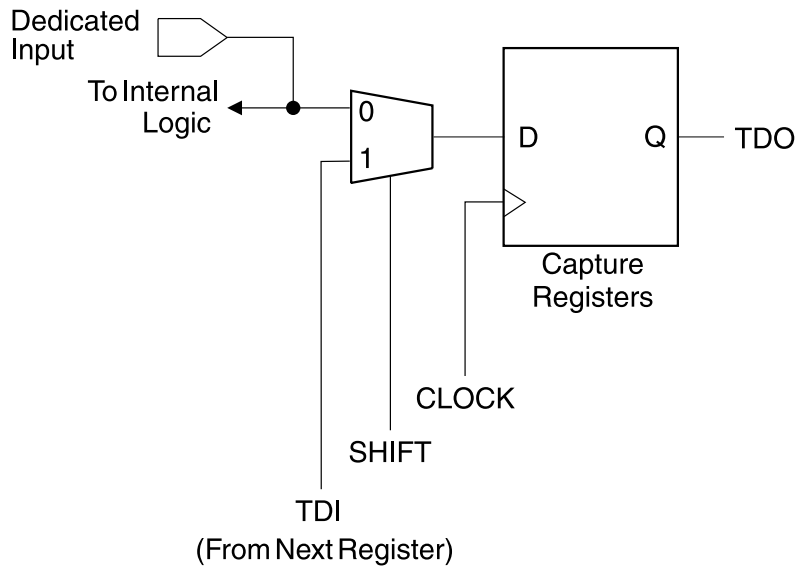 Dedicated
Input
To Internal
Logic
0
1
D
Q
TDO
Capture
Registers
CLOCK
SHIFT
TDI
(From Next Register)